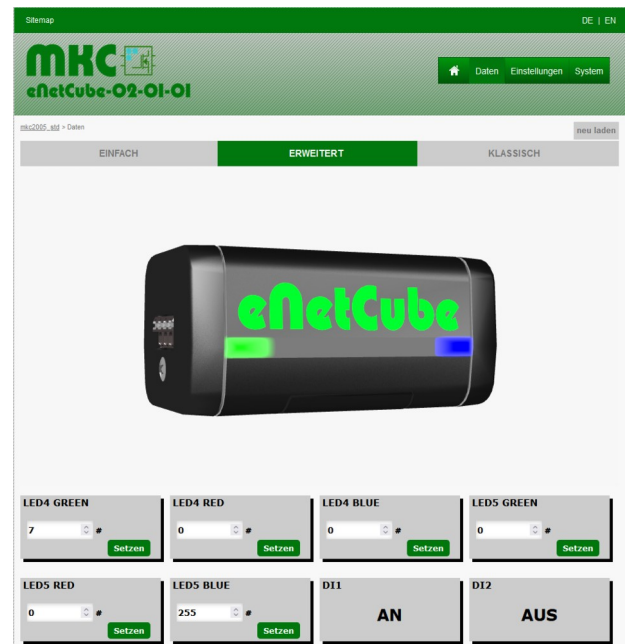 Sitemap
DE | EN
MKC
eNetCube-02-01-01
Daten Einstellungen System
mkc2005_std > Daten
neu laden
EINFACH ERWEITERT KLASSISCH
eNetCube
LED4 GREEN LED4 RED LED4 BLUE LED5 GREEN
7 # 0 # 0 # 0 #
Setzen Setzen Setzen Setzen
LED5 RED LED5 BLUE DI1 DI2
0 # 255 # AN AUS
Setzen Setzen